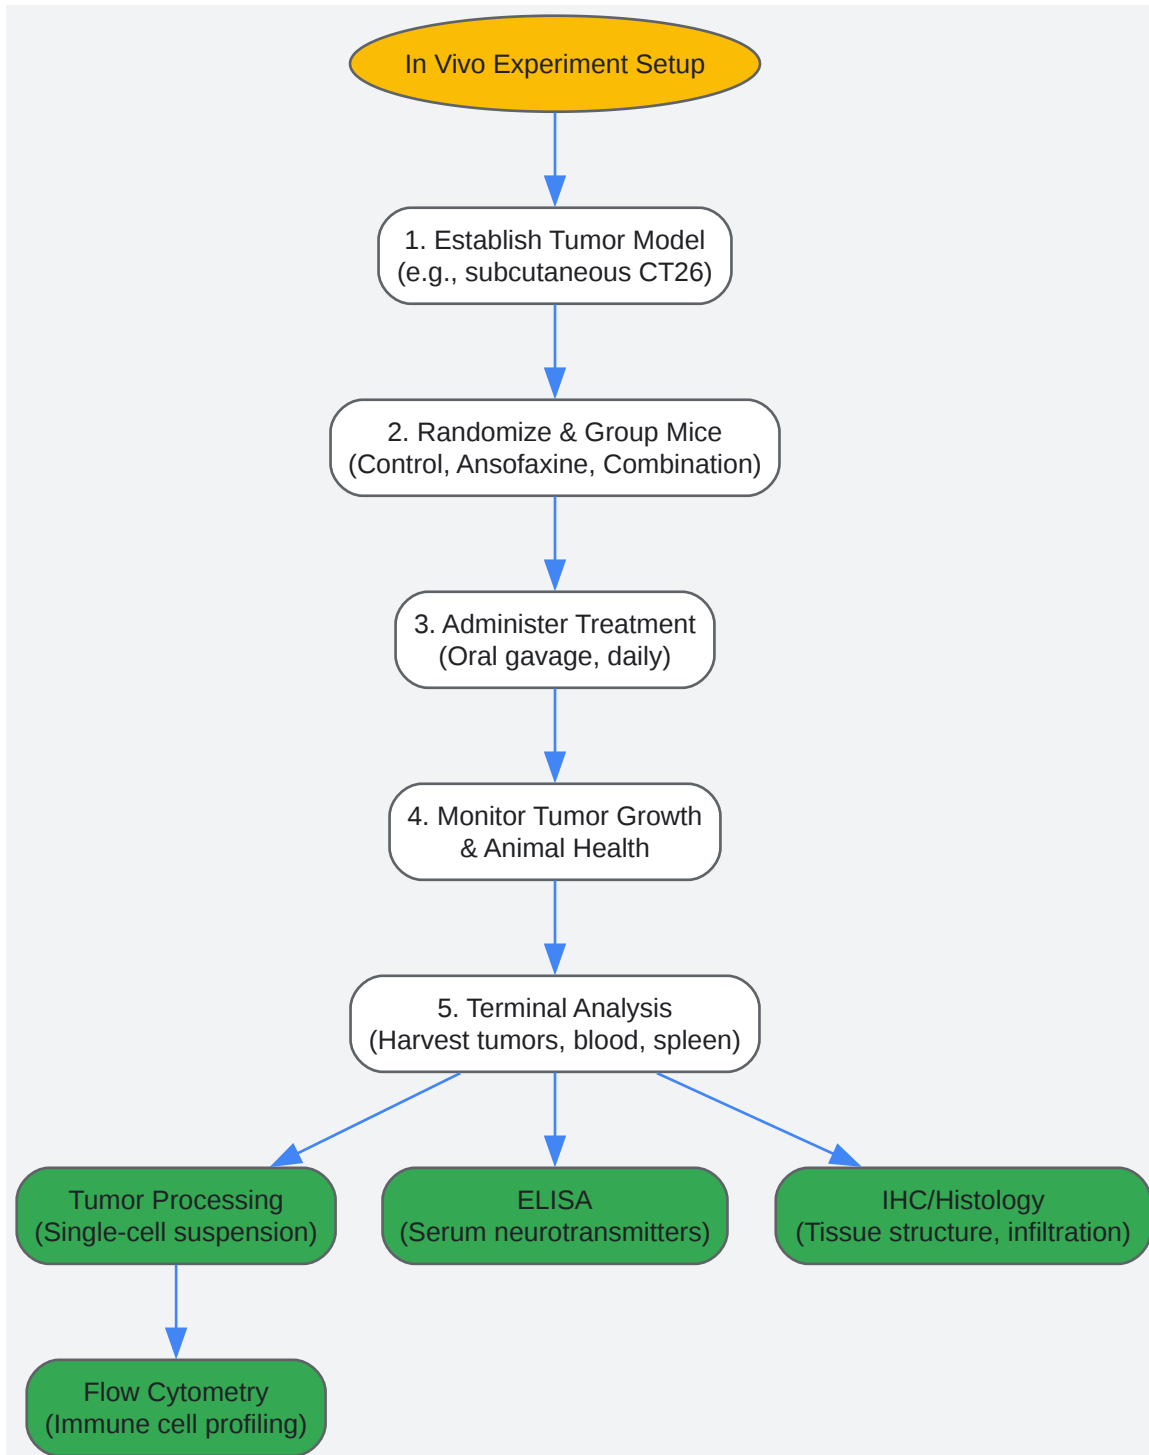 In Vivo Experiment Setup
1. Establish Tumor Model
(e.g., subcutaneous CT26)
2. Randomize & Group Mice
(Control, Ansofaxine, Combination)
3. Administer Treatment
(Oral gavage, daily)
4. Monitor Tumor Growth
& Animal Health
5. Terminal Analysis
(Harvest tumors, blood, spleen)
Tumor Processing
(Single-cell suspension)
ELISA
(Serum neurotransmitters)
IHC/Histology
(Tissue structure, infiltration)
Flow Cytometry
(Immune cell profiling)